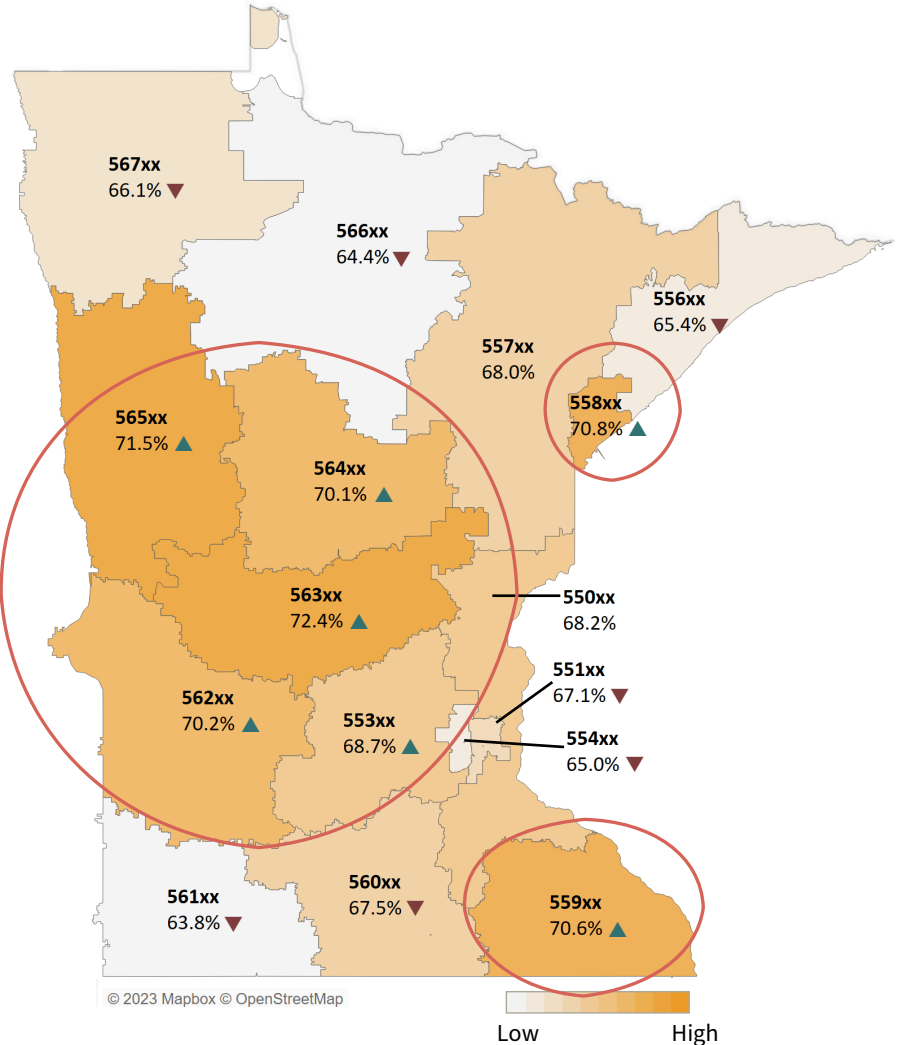 567xx
66.1%
566xx
64.4%
556xx
65.4%
557xx
68.0%
558xx
70.8%
565xx
71.5%
564xx
70.1%
563xx
72.4%
550xx
68.2%
551xx
67.1%
562xx
70.2%
553xx
68.7%
554xx
65.0%
561xx
63.8%
560xx
67.5%
559xx
70.6%
© 2023 Mapbox © OpenStreetMap
Low
High